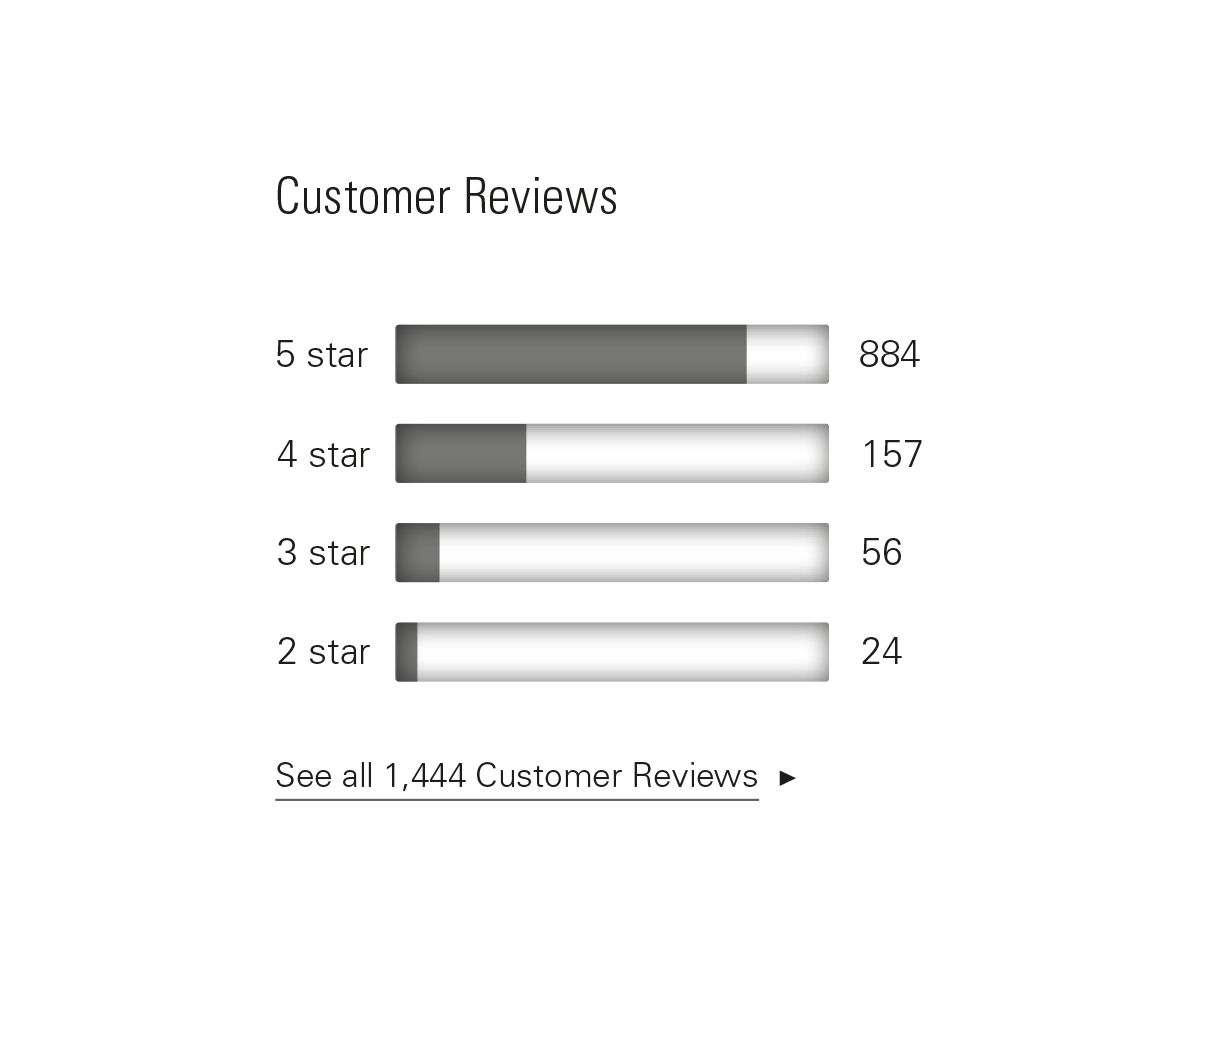 Customer Reviews
5 star 884
4 star 157
3 star 56
2 star 24
See all 1,444 Customer Reviews ►